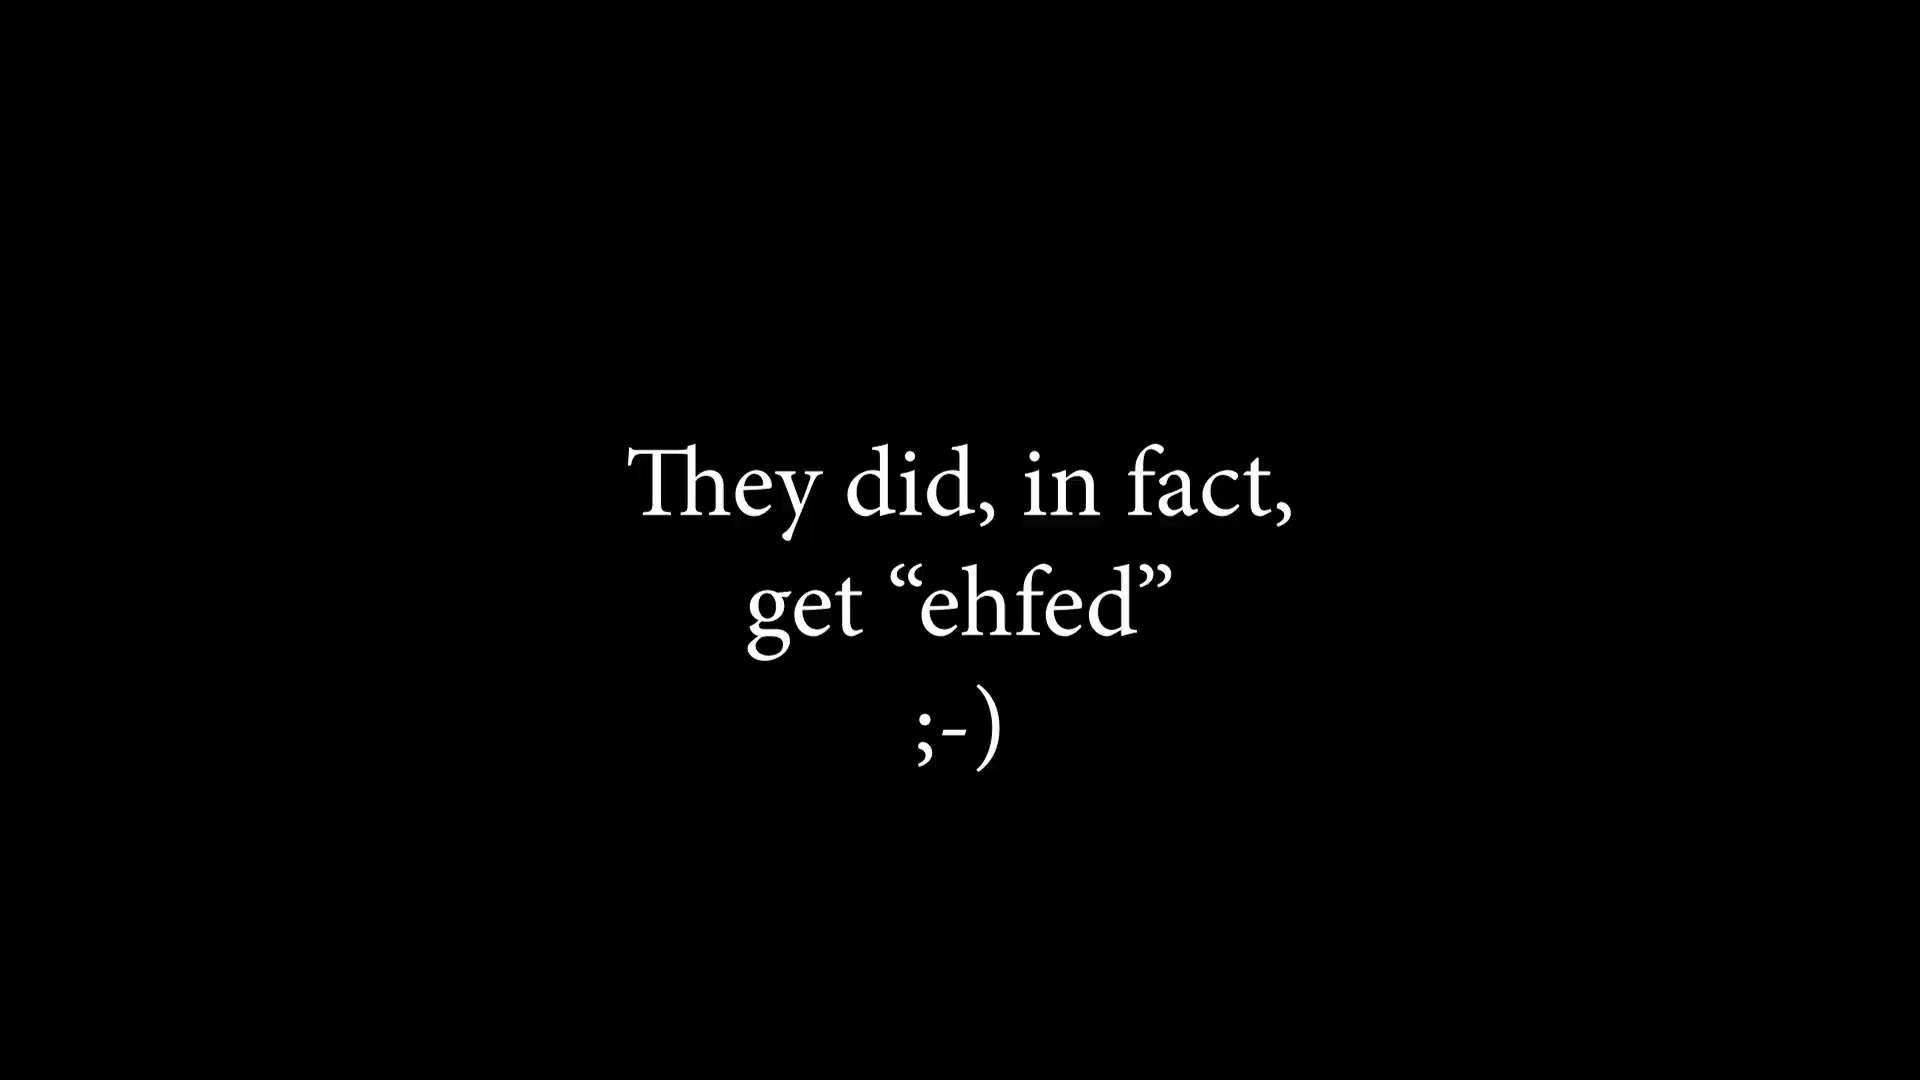 They did, in fact,
get “ehfed”
;-)